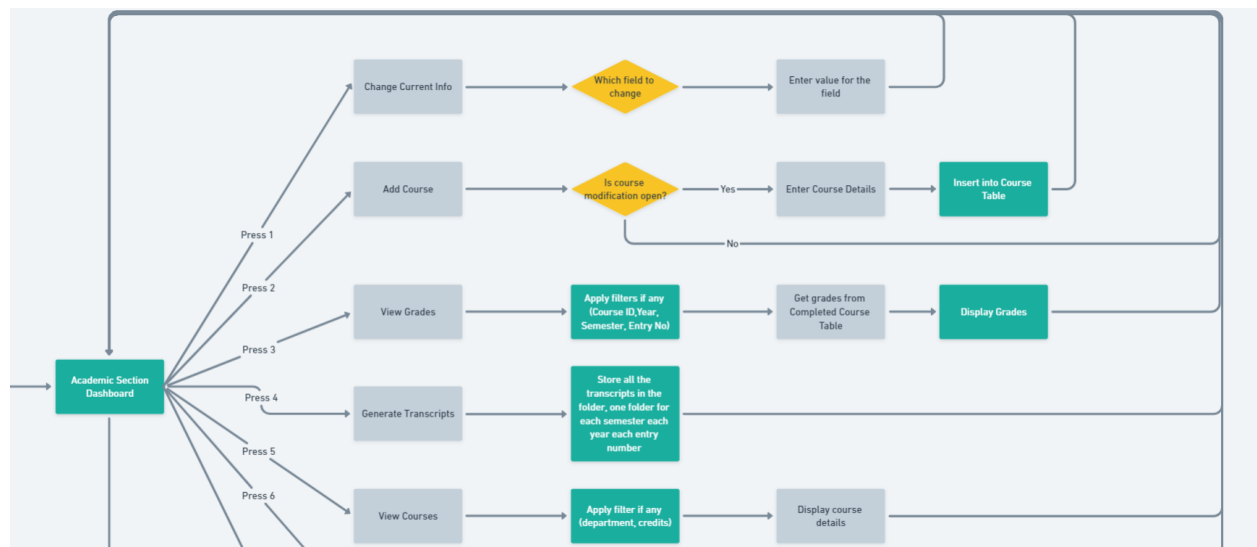 Change Current Info
Which field to
change
Enter value for the
field
Add Course
Is course
modification open?
Yes
Enter Course Details
Insert into Course
Table
Press 1
No
Press 2
View Grades
Apply filters if any
(Course ID,Year,
Semester, Entry No)
Get grades from
Completed Course
Table
Display Grades
Press 3
Academic Section
Dashboard
Press 4
Generate Transcripts
Store all the
transcripts in the
folder, one folder for
each semester each
year each entry
number
Press 5
Press 6
View Courses
Apply filter if any
(department, credits)
Display course
details